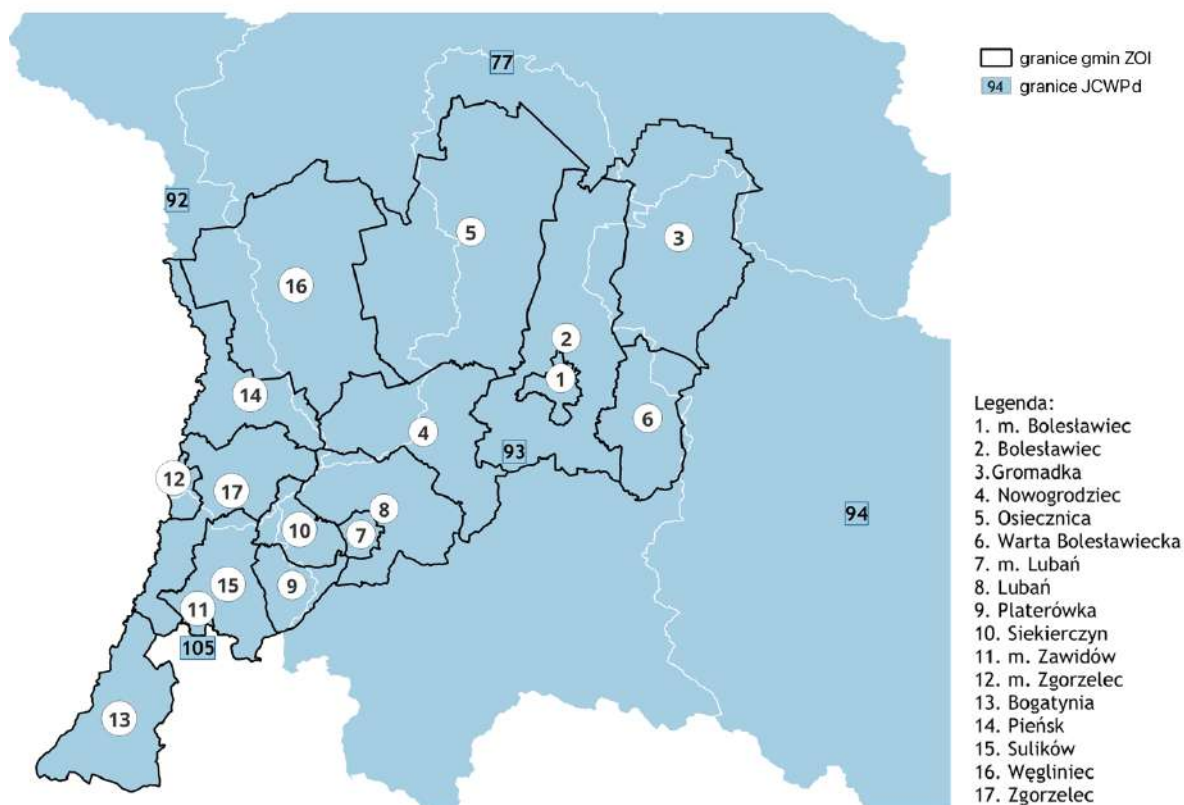 77
granice gmin ZOI
94 granice JCWPd
92
5
3
16
2
1
14
6
4
93
12
17
8
94
10
7
15
9
11
105
13
Legenda:
1. m. Bolesławiec
2. Bolesławiec
3.Gromadka
4. Nowogrodziec
5. Osiecznica
6. Warta Bolesławiecka
7. m. Lubań
8. Lubań
9. Platerówka
10. Siekierczyn
11. m. Zawidów
12. m. Zgorzelec
13. Bogatynia
14. Pieńsk
15. Sulików
16. Węgliniec
17. Zgorzelec